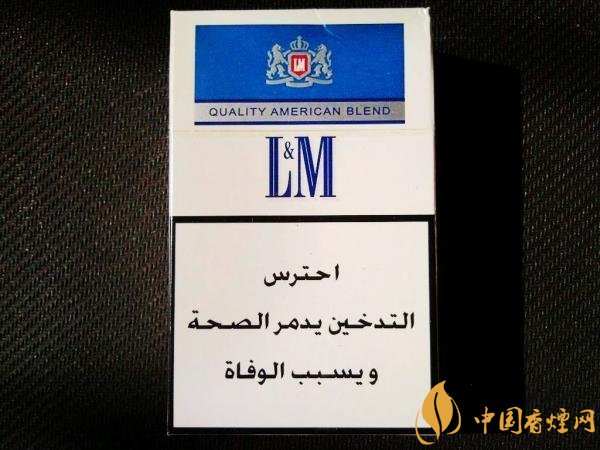 LM
QUALITY AMERICAN BLEND
L&M
احترس
التدخين يدمر الصحة
ويسبب الوفاة
中国香烟网